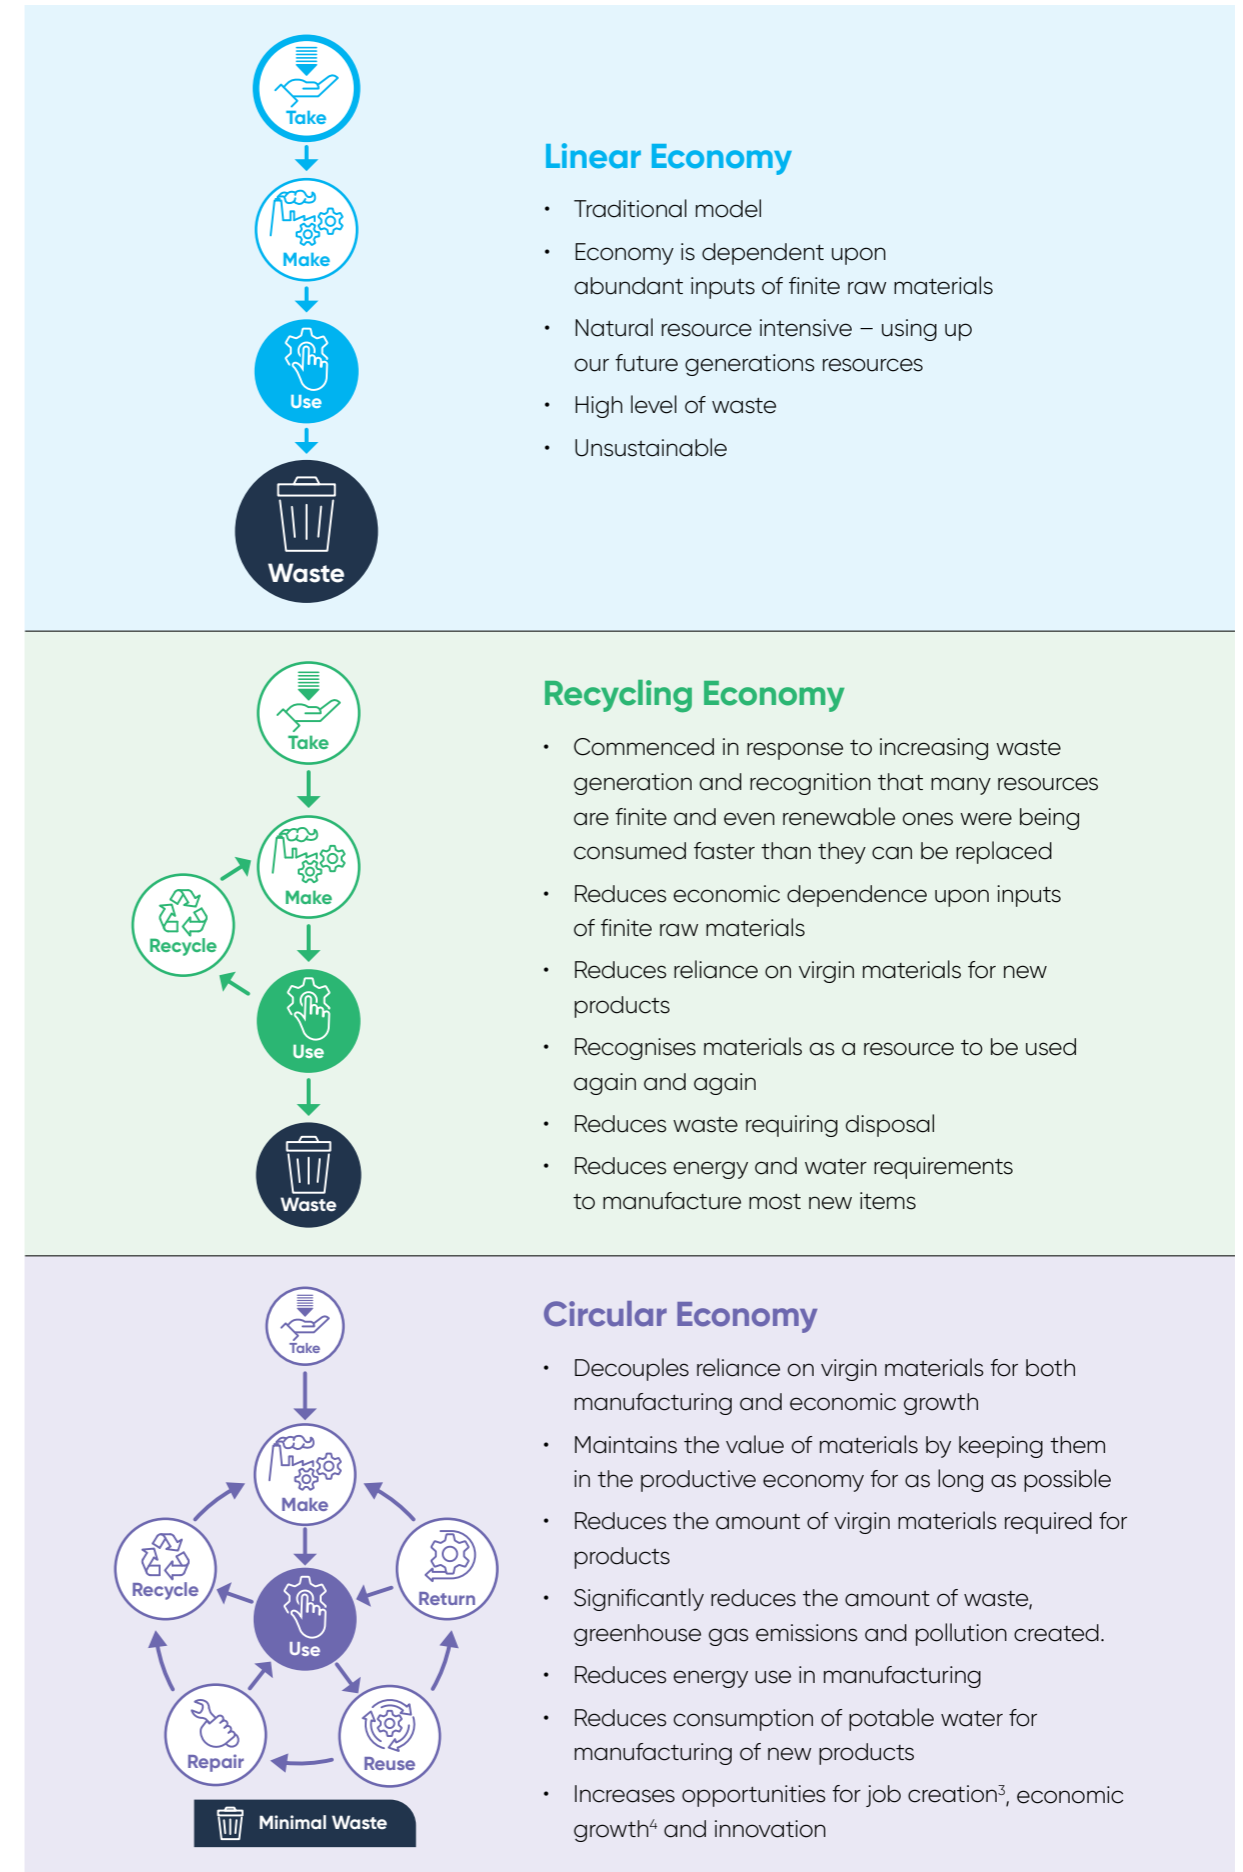 Take
Make
Use
Waste
Linear Economy
• Traditional model
• Economy is dependent upon
abundant inputs of finite raw materials
• Natural resource intensive – using up
our future generations resources
• High level of waste
• Unsustainable
Take
Make
Recycle
Use
Waste
Recycling Economy
• Commenced in response to increasing waste
generation and recognition that many resources
are finite and even renewable ones were being
consumed faster than they can be replaced
• Reduces economic dependence upon inputs
of finite raw materials
• Reduces reliance on virgin materials for new
products
• Recognises materials as a resource to be used
again and again
• Reduces waste requiring disposal
• Reduces energy and water requirements
to manufacture most new items
Take
Make
Recycle
Return
Use
Repair
Reuse
Minimal Waste
Circular Economy
• Decouples reliance on virgin materials for both
manufacturing and economic growth
• Maintains the value of materials by keeping them
in the productive economy for as long as possible
• Reduces the amount of virgin materials required for
products
• Significantly reduces the amount of waste,
greenhouse gas emissions and pollution created.
• Reduces energy use in manufacturing
• Reduces consumption of potable water for
manufacturing of new products
• Increases opportunities for job creation³, economic
growth⁴ and innovation